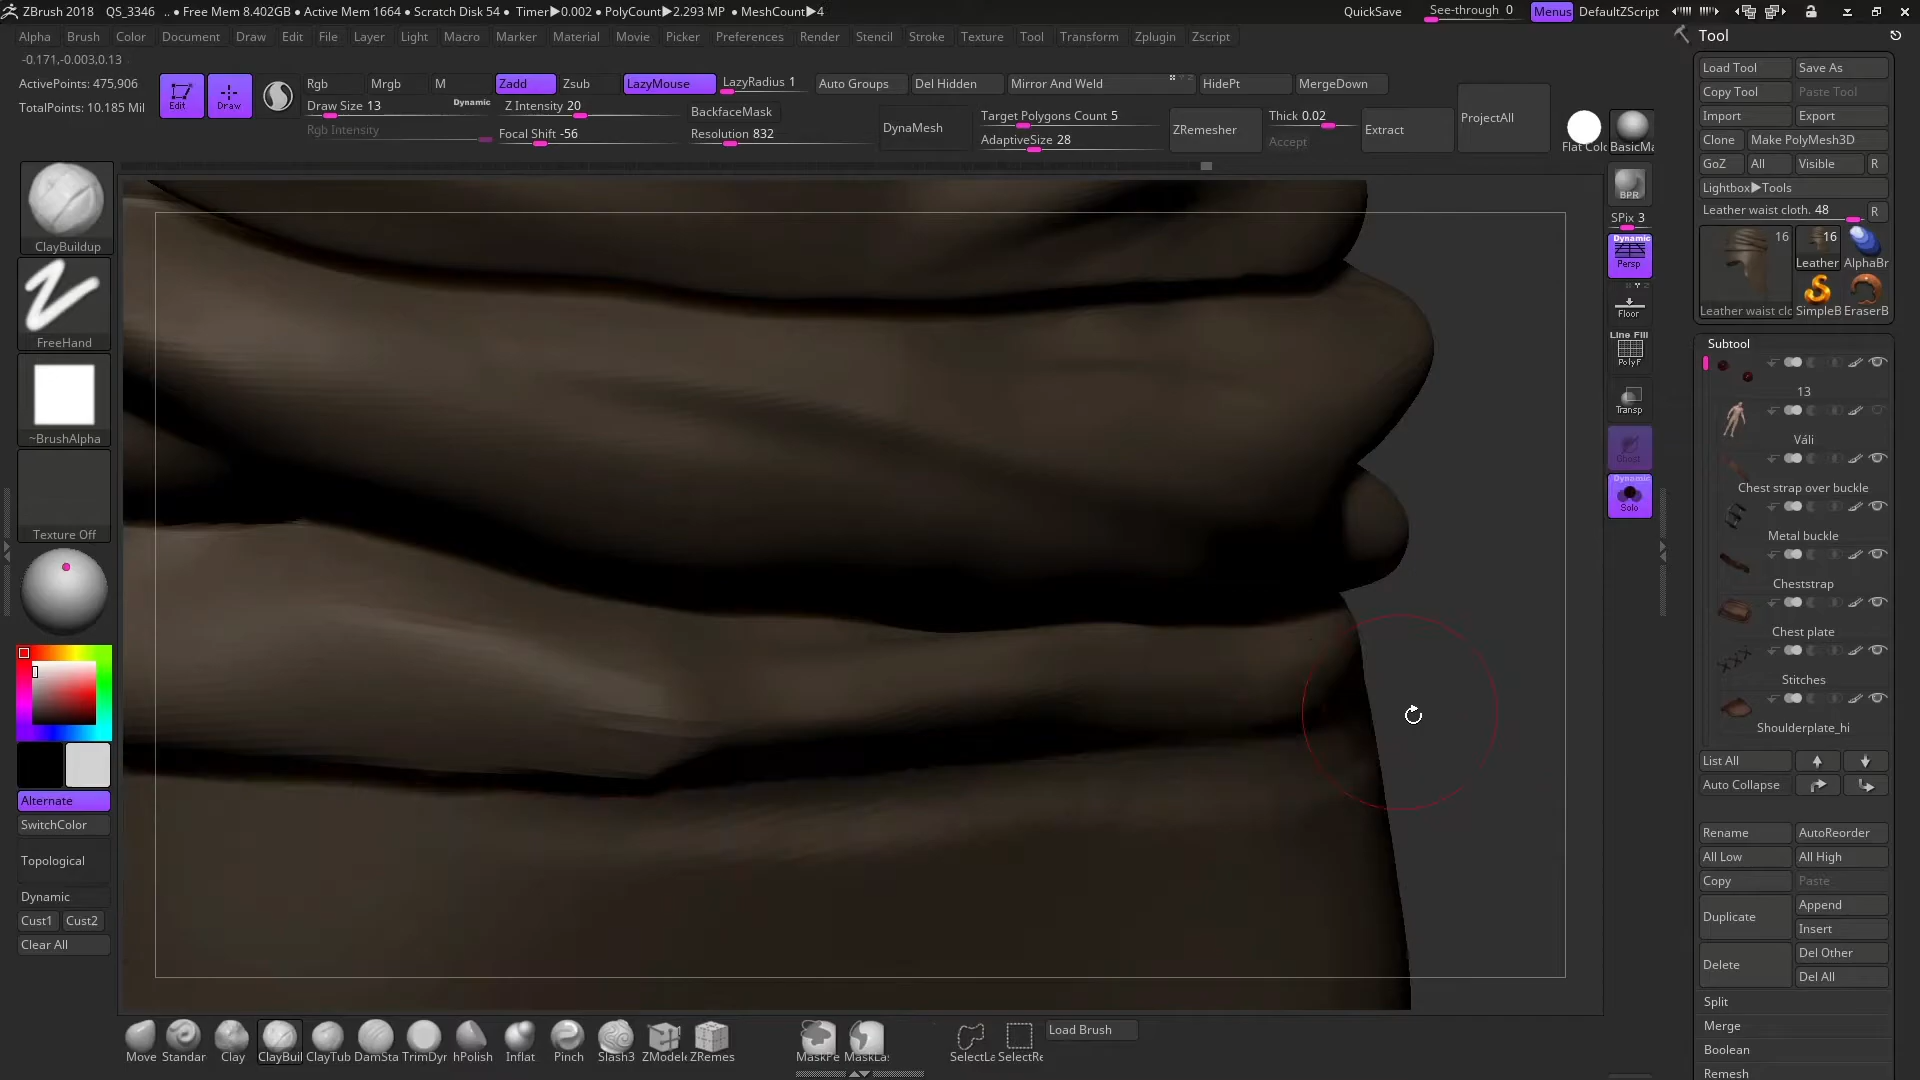 ZBrush 2018 QS_3346 .. • Free Mem 8.402GB • Active Mem 1664 • Scratch Disk 54 • Timer▶0.002 • PolyCount▶2.293 MP • MeshCount▶4 QuickSave See-through 0 Menus DefaultZScript
Alpha Brush Color Document Draw Edit File Layer Light Macro Marker Material Movie Picker Preferences Render Stencil Stroke Texture Tool Transform Zplugin Zscript
-0.171,-0.003,0.13
ActivePoints: 475,906
TotalPoints: 10.185 Mil
Edit
Draw
Rgb Mrgb M Zadd Zsub LazyMouse LazyRadius 1 Auto Groups Del Hidden Mirror And Weld HidePt MergeDown
Draw Size 13 Dynamic Z Intensity 20 BackfaceMask
Rgb Intensity Focal Shift -56 Resolution 832
DynaMesh
Target Polygons Count 5
AdaptiveSize 28
ZRemesher
Thick 0.02
Accept
Extract
ProjectAll
Flat Colo BasicMa
ClayBuildup
FreeHand
~BrushAlpha
Texture Off
Alternate
SwitchColor
Topological
Dynamic
Cust1 Cust2
Clear All
BPR
SPix 3
Dynamic
Persp
Floor
Line Fill
PolyF
Transp
Ghost
Dynamic
Solo
Tool
Load Tool Save As
Copy Tool Paste Tool
Import Export
Clone Make PolyMesh3D
GoZ All Visible R
Lightbox▶Tools
Leather waist cloth. 48 R
16 16
Leather AlphaBr
Leather waist clo SimpleB EraserB
Subtool
13
Váli
Chest strap over buckle
Metal buckle
Cheststrap
Chest plate
Stitches
Shoulderplate_hi
List All
Auto Collapse
Rename AutoReorder
All Low All High
Copy Paste
Duplicate Append
Insert
Delete Del Other
Del All
Split
Merge
Boolean
Remesh
Move Standar Clay ClayBuil ClayTub DamSta TrimDyr hPolish Inflat Pinch Slash3 ZModele ZRemes MaskPe MaskLa SelectLa SelectRe Load Brush